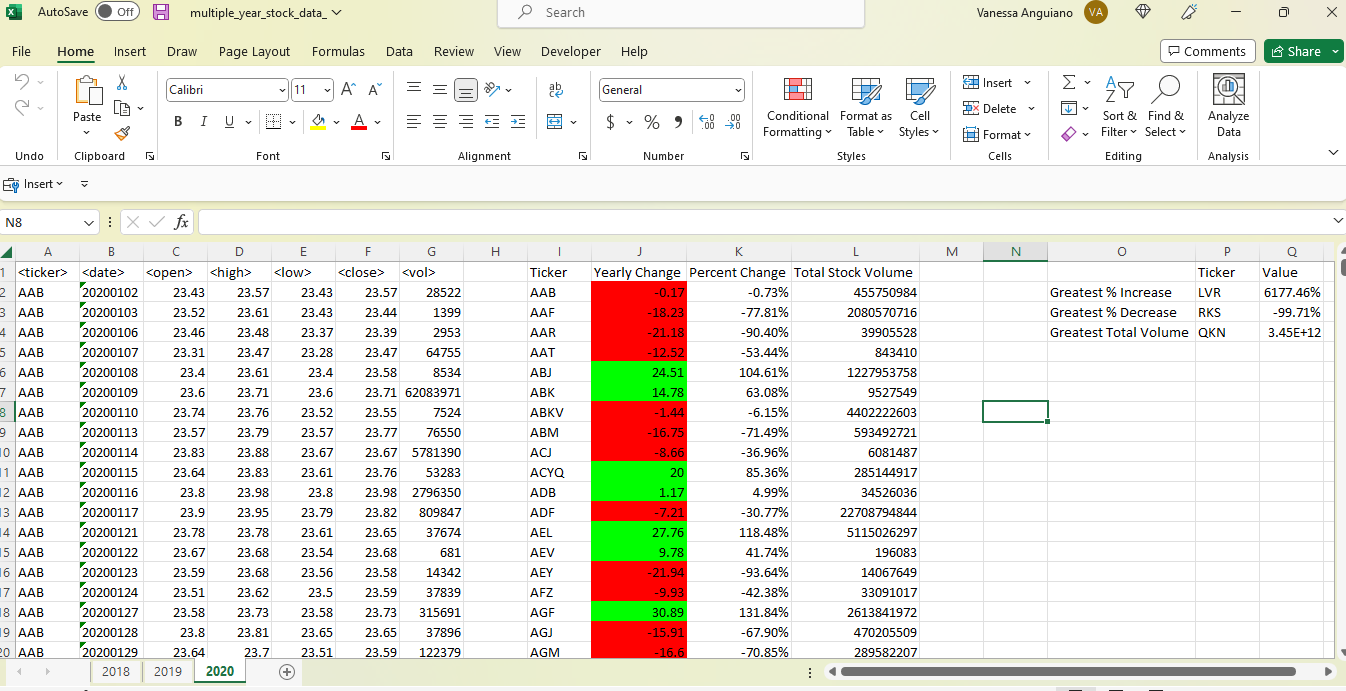 AutoSave Off multiple_year_stock_data_ Search Vanessa Anguiano VA
File Home Insert Draw Page Layout Formulas Data Review View Developer Help Comments Share
Calibri 11 General Insert
Paste B I U $ % Conditional Formatting Format as Table Cell Styles Delete Sort & Filter Find & Select Analyze Data
Format
Undo Clipboard Font Alignment Number Styles Cells Editing Analysis
Insert
N8 fx
A B C D E F G H I J K L M N O P Q
1 <ticker> <date> <open> <high> <low> <close> <vol> Ticker Yearly Change Percent Change Total Stock Volume Ticker Value
2 AAB 20200102 23.43 23.57 23.43 23.57 28522 AAB -0.17 -0.73% 455750984 Greatest % Increase LVR 6177.46%
3 AAB 20200103 23.52 23.61 23.43 23.44 1399 AAF -18.23 -77.81% 2080570716 Greatest % Decrease RKS -99.71%
4 AAB 20200106 23.46 23.48 23.37 23.39 2953 AAR -21.18 -90.40% 39905528 Greatest Total Volume QKN 3.45E+12
5 AAB 20200107 23.31 23.47 23.28 23.47 64755 AAT -12.52 -53.44% 843410
6 AAB 20200108 23.4 23.61 23.4 23.58 8534 ABJ 24.51 104.61% 1227953758
7 AAB 20200109 23.6 23.71 23.6 23.71 62083971 ABK 14.78 63.08% 9527549
8 AAB 20200110 23.74 23.76 23.52 23.55 7524 ABKV -1.44 -6.15% 4402222603
9 AAB 20200113 23.57 23.79 23.57 23.77 76550 ABM -16.75 -71.49% 593492721
10 AAB 20200114 23.83 23.88 23.67 23.67 5781390 ACJ -8.66 -36.96% 6081487
11 AAB 20200115 23.64 23.83 23.61 23.76 53283 ACYQ 20 85.36% 285144917
12 AAB 20200116 23.8 23.98 23.8 23.98 2796350 ADB 1.17 4.99% 34526036
13 AAB 20200117 23.9 23.95 23.79 23.82 809847 ADF -7.21 -30.77% 22708794844
14 AAB 20200121 23.78 23.78 23.61 23.65 37674 AEL 27.76 118.48% 5115026297
15 AAB 20200122 23.67 23.68 23.54 23.68 681 AEV 9.78 41.74% 196083
16 AAB 20200123 23.59 23.68 23.56 23.58 14342 AEY -21.94 -93.64% 14067649
17 AAB 20200124 23.51 23.62 23.5 23.59 37839 AFZ -9.93 -42.38% 33091017
18 AAB 20200127 23.58 23.73 23.58 23.73 315691 AGF 30.89 131.84% 2613841972
19 AAB 20200128 23.8 23.81 23.65 23.65 37896 AGJ -15.91 -67.90% 470205509
20 AAB 20200129 23.64 23.7 23.51 23.59 122379 AGM -16.6 -70.85% 289582207
2018 2019 2020